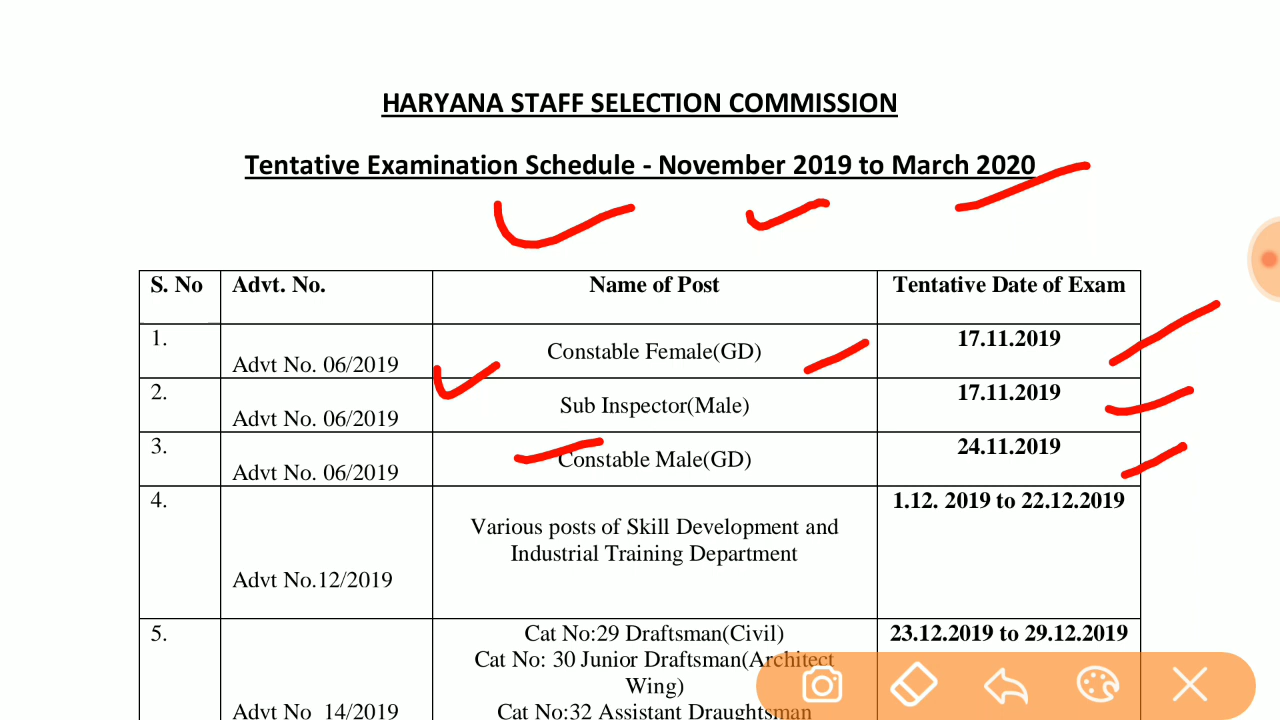 HARYANA STAFF SELECTION COMMISSION
Tentative Examination Schedule - November 2019 to March 2020
S. No Advt. No. Name of Post Tentative Date of Exam
1. Advt No. 06/2019 Constable Female(GD) 17.11.2019
2. Advt No. 06/2019 Sub Inspector(Male) 17.11.2019
3. Advt No. 06/2019 Constable Male(GD) 24.11.2019
4. 1.12. 2019 to 22.12.2019
Various posts of Skill Development and
Industrial Training Department
Advt No.12/2019
5. Cat No:29 Draftsman(Civil) 23.12.2019 to 29.12.2019
Cat No: 30 Junior Draftsman(Architect
Wing)
Advt No 14/2019 Cat No:32 Assistant Draughtsman